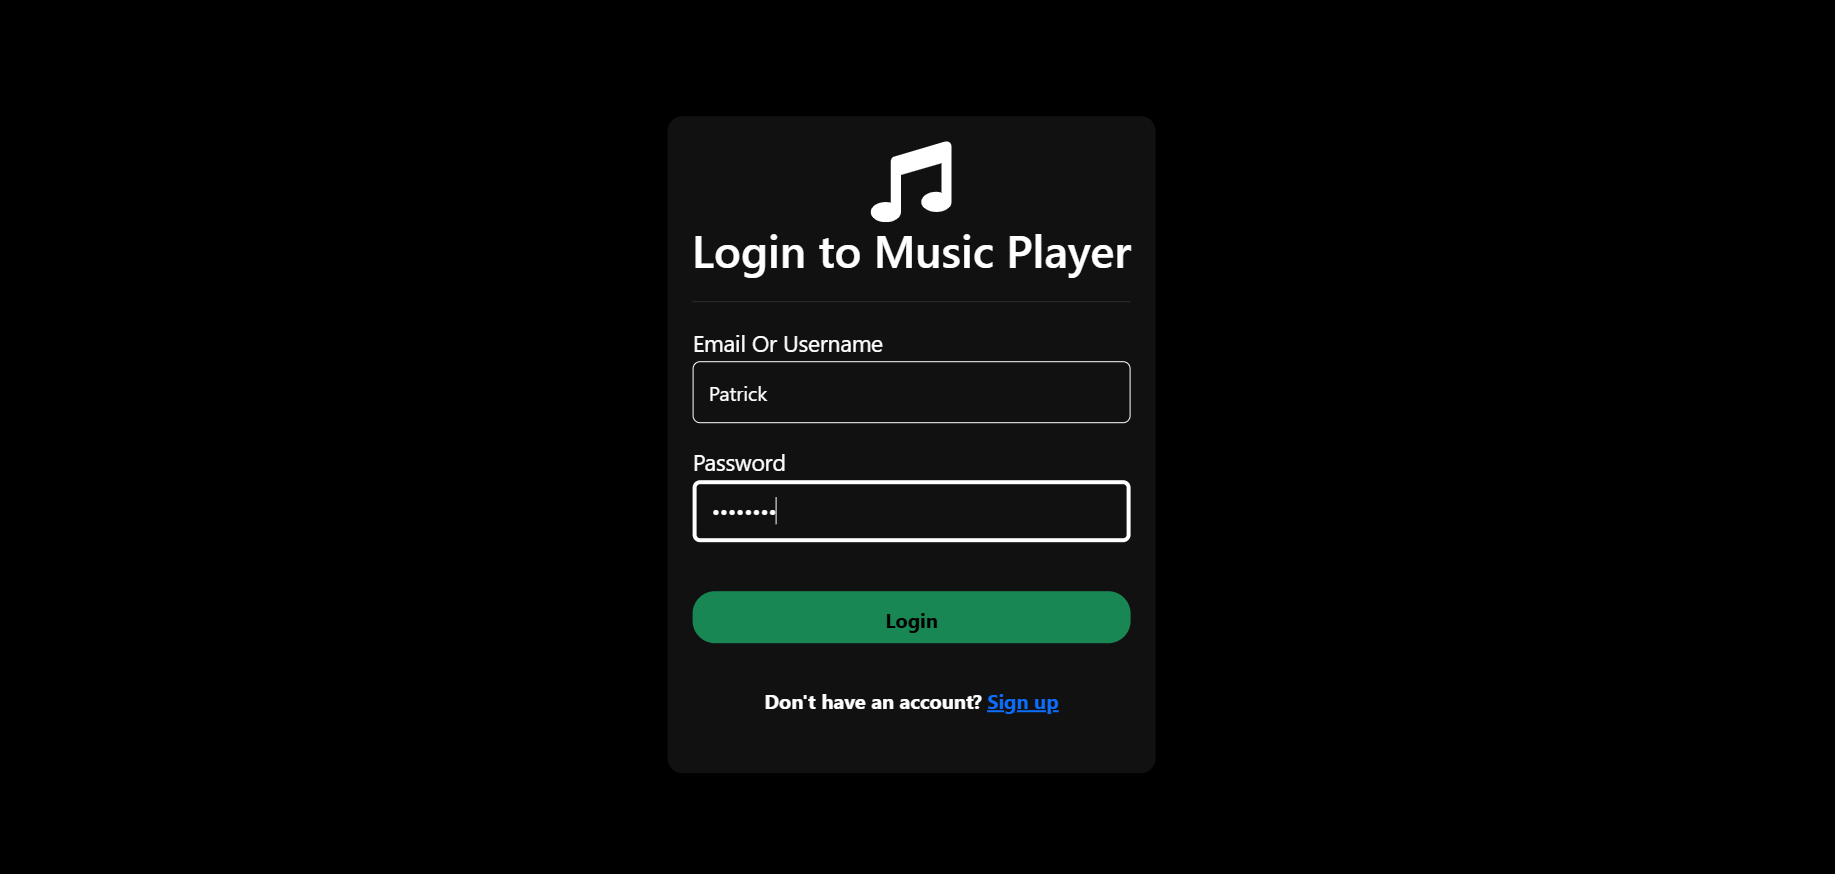 Login to Music Player
Email Or Username
Patrick
Password
••••••••
Login
Don't have an account? Sign up